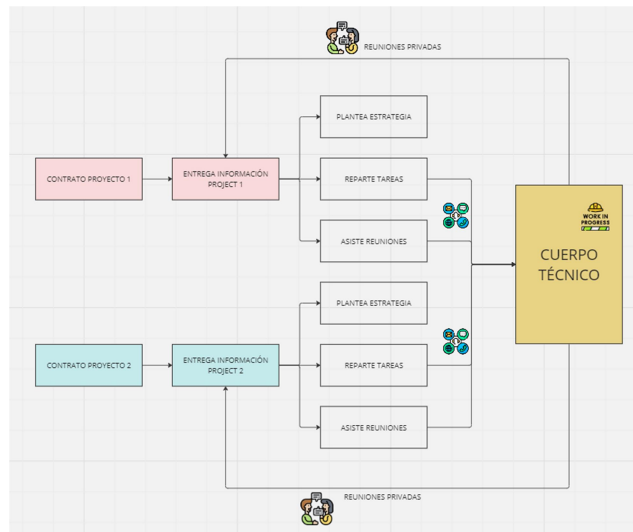 REUNIONES PRIVADAS
PLANTEA ESTRATEGIA
CONTRATO PROYECTO 1
ENTREGA INFORMACIÓN
PROJECT 1
REPARTE TAREAS
ASISTE REUNIONES
WORK IN
PROGRESS
CUERPO
TÉCNICO
PLANTEA ESTRATEGIA
CONTRATO PROYECTO 2
ENTREGA INFORMACIÓN
PROJECT 2
REPARTE TAREAS
ASISTE REUNIONES
REUNIONES PRIVADAS